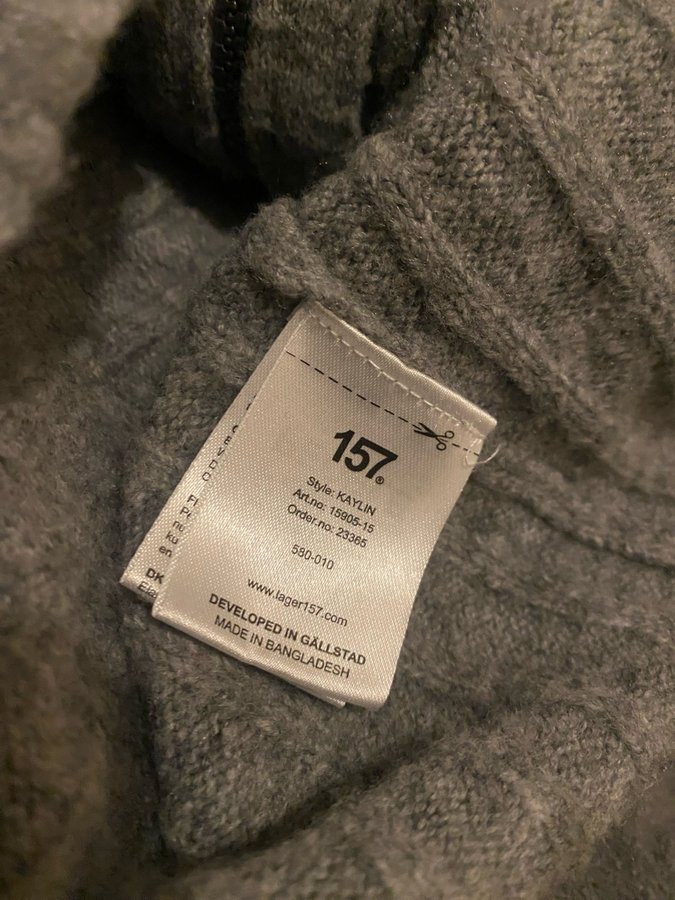 157®
Style: KAYLIN
Art.no: 15905-15
Order.no: 23365
580-010
www.lager157.com
DEVELOPED IN GÄLLSTAD
MADE IN BANGLADESH
DK